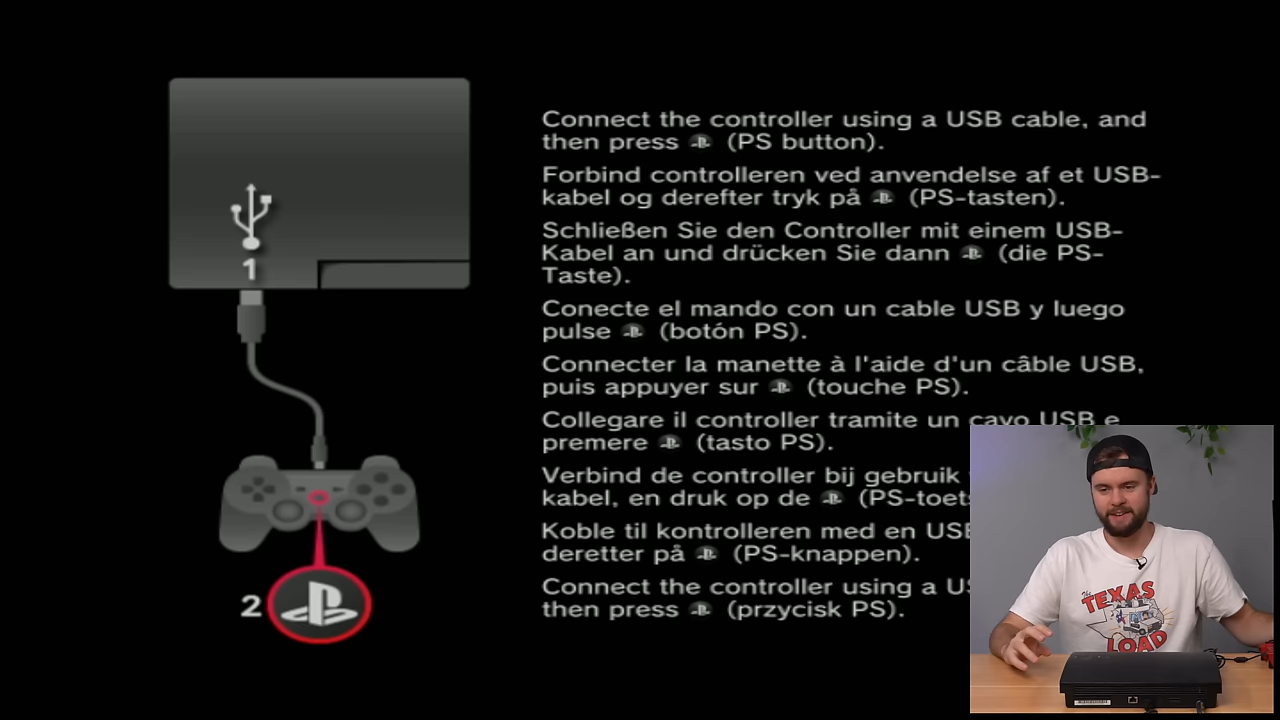 Connect the controller using a USB cable, and
then press (PS button).
Forbind controlleren ved anvendelse af et USB-
kabel og derefter tryk på (PS-tasten).
Schließen Sie den Controller mit einem USB-
Kabel an und drücken Sie dann (die PS-
Taste).
Conecte el mando con un cable USB y luego
pulse (botón PS).
Connecter la manette à l'aide d'un câble USB,
puis appuyer sur (touche PS).
Collegare il controller tramite un cavo USB e
premere (tasto PS).
Verbind de controller bij gebruik
kabel, en druk op de (PS-toets
Koble til kontrolleren med en USB
deretter på (PS-knappen).
Connect the controller using a
then press (przycisk PS).
1
2
The
TEXAS
LOAD